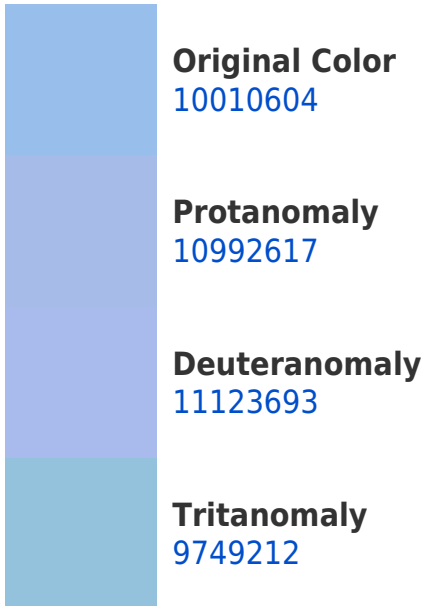 Original Color
10010604
Protanomaly
10992617
Deuteranomaly
11123693
Tritanomaly
9749212